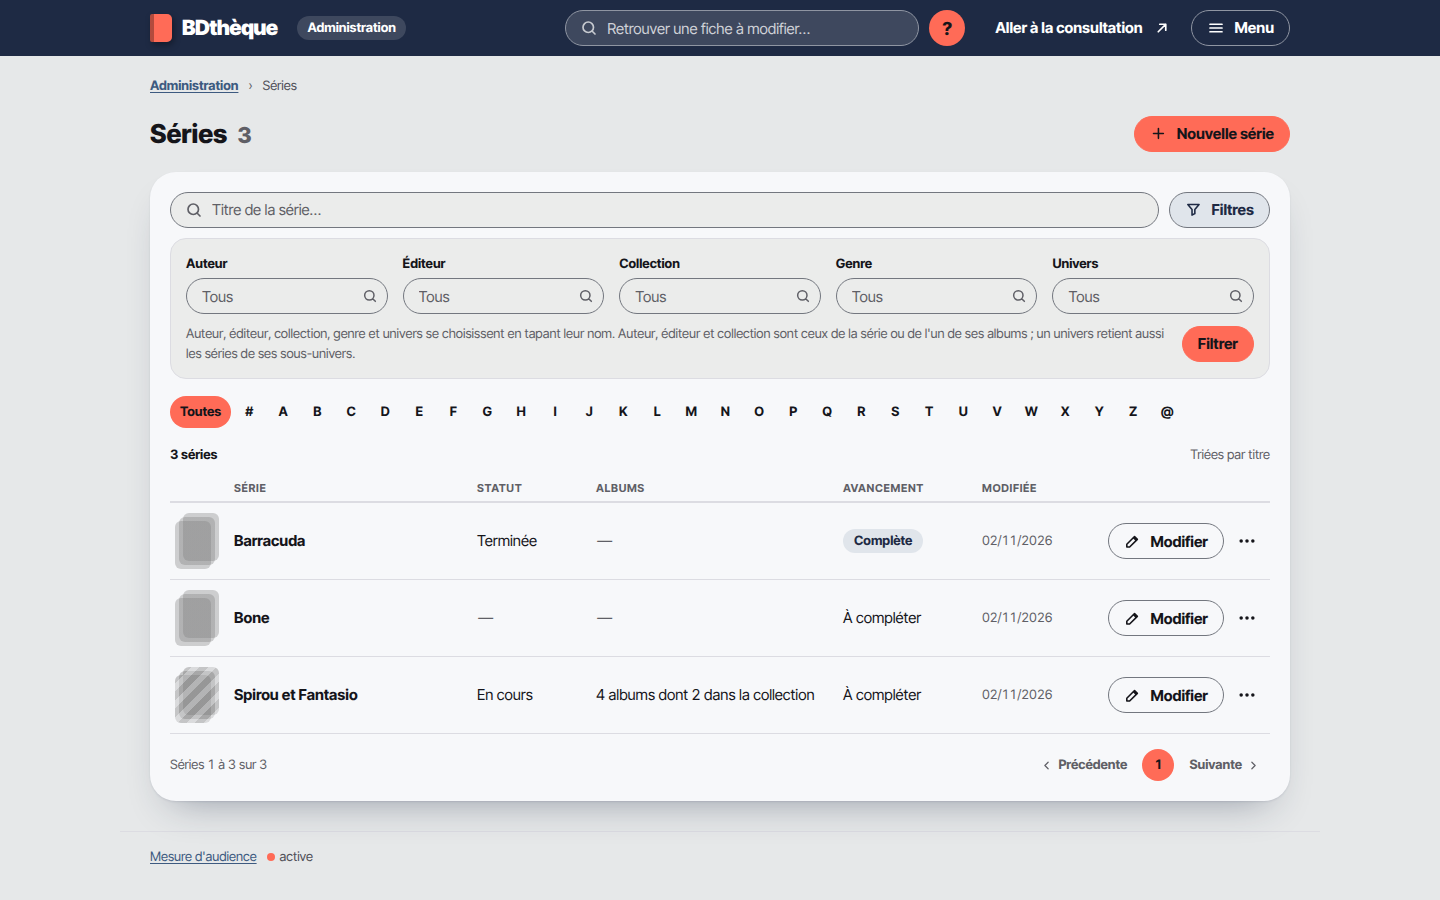 BDthèque Administration Retrouver une fiche à modifier... ? Aller à la consultation Menu
Administration › Séries
Séries 3 Nouvelle série
Titre de la série... Filtres
Auteur Éditeur Collection Genre Univers
Tous Tous Tous Tous Tous
Auteur, éditeur, collection, genre et univers se choisissent en tapant leur nom. Auteur, éditeur et collection sont ceux de la série ou de l'un de ses albums ; un univers retient aussi
les séries de ses sous-univers.
Filtrer
Toutes # A B C D E F G H I J K L M N O P Q R S T U V W X Y Z @
3 séries Triées par titre
SÉRIE STATUT ALBUMS AVANCEMENT MODIFIÉE
Barracuda Terminée — Complète 02/11/2026 Modifier
Bone — — À compléter 02/11/2026 Modifier
Spirou et Fantasio En cours 4 albums dont 2 dans la collection À compléter 02/11/2026 Modifier
Séries 1 à 3 sur 3 ‹ Précédente 1 Suivante ›
Mesure d'audience active